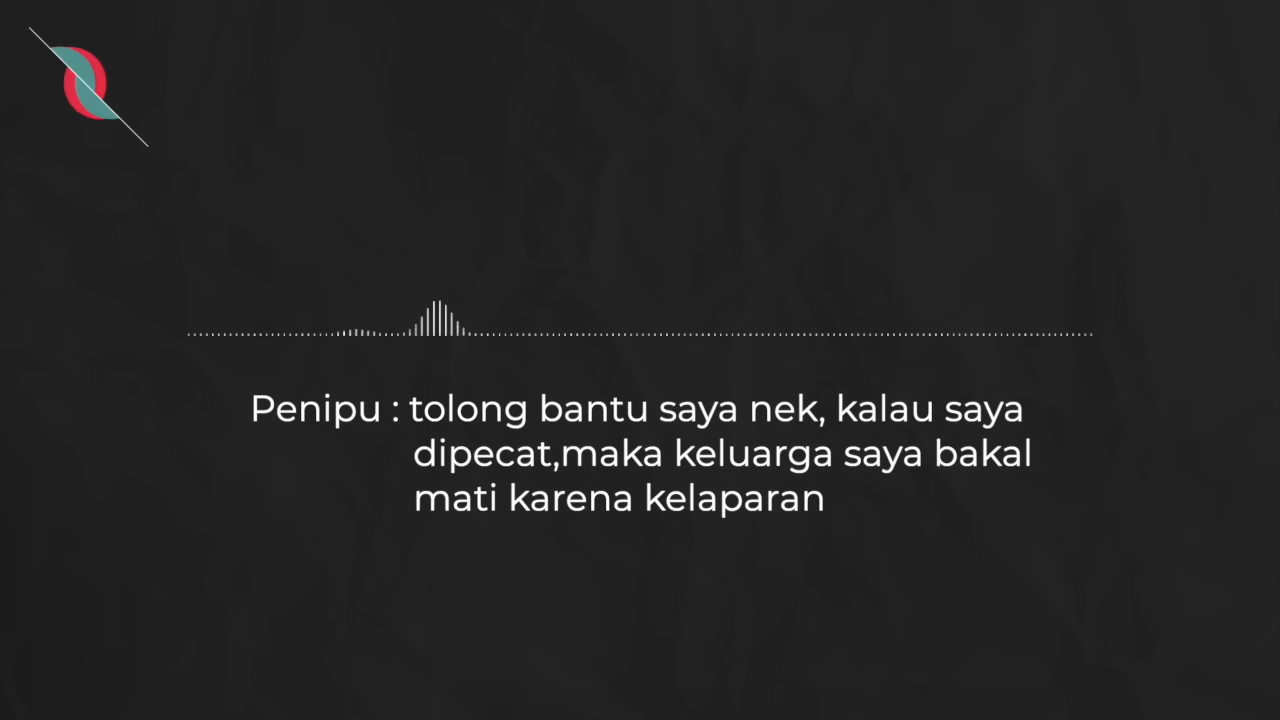 Penipu : tolong bantu saya nek, kalau saya
dipecat,maka keluarga saya bakal
mati karena kelaparan